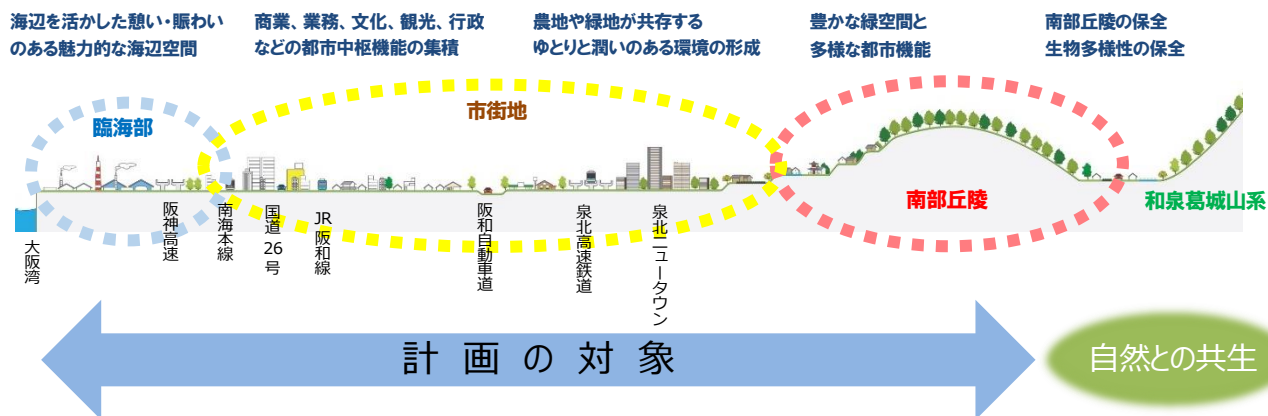 海辺を活かした憩い・賑わい
のある魅力的な海辺空間
商業、業務、文化、観光、行政
などの都市中枢機能の集積
農地や緑地が共存する
ゆとりと潤いのある環境の形成
豊かな緑空間と
多様な都市機能
南部丘陵の保全
生物多様性の保全
臨海部
市街地
南部丘陵
和泉葛城山系
大阪湾
阪神高速
南海本線
国道26号
JR阪和線
阪和自動車道
泉北高速鉄道
泉北ニュータウン
計画の対象
自然との共生